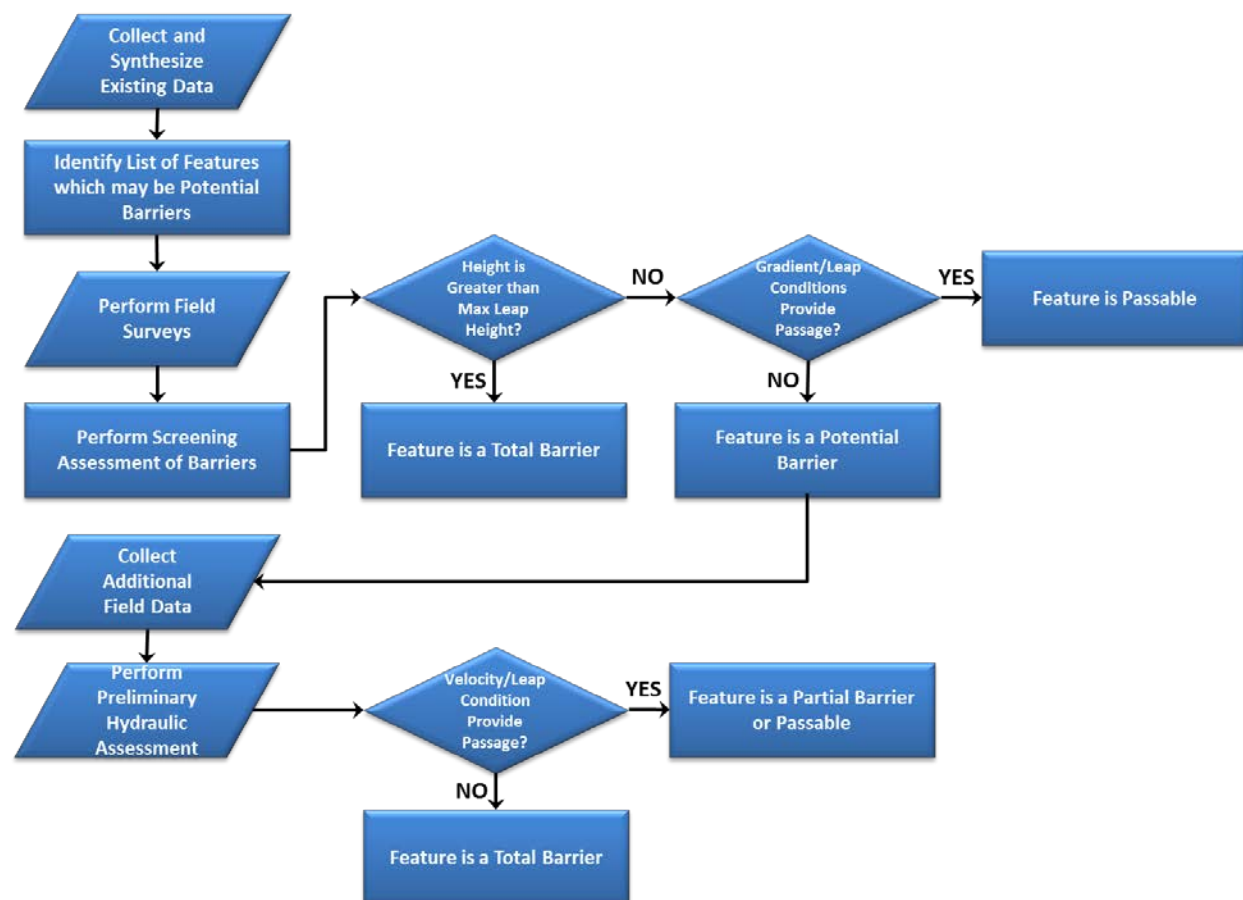 Collect and
Synthesize
Existing Data
Identify List of Features
which may be Potential
Barriers
Perform Field
Surveys
Perform Screening
Assessment of Barriers
Height is
Greater than
Max Leap
Height?
NO
YES
Feature is a Total Barrier
Gradient/Leap
Conditions
Provide
Passage?
YES
NO
Feature is Passable
Feature is a Potential
Barrier
Collect
Additional
Field Data
Perform
Preliminary
Hydraulic
Assessment
Velocity/Leap
Condition
Provide
Passage?
YES
NO
Feature is a Partial Barrier
or Passable
Feature is a Total Barrier